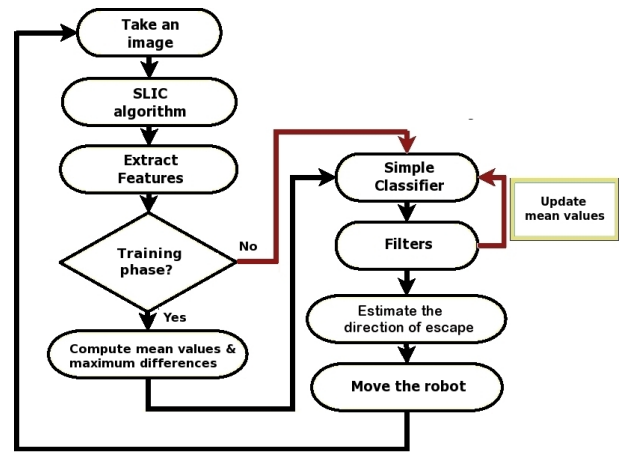 Take an
image
SLIC
algorithm
Extract
Features
Training
phase?
No
Yes
Compute mean values &
maximum differences
Simple
Classifier
Update
mean values
Filters
Estimate the
direction of escape
Move the robot